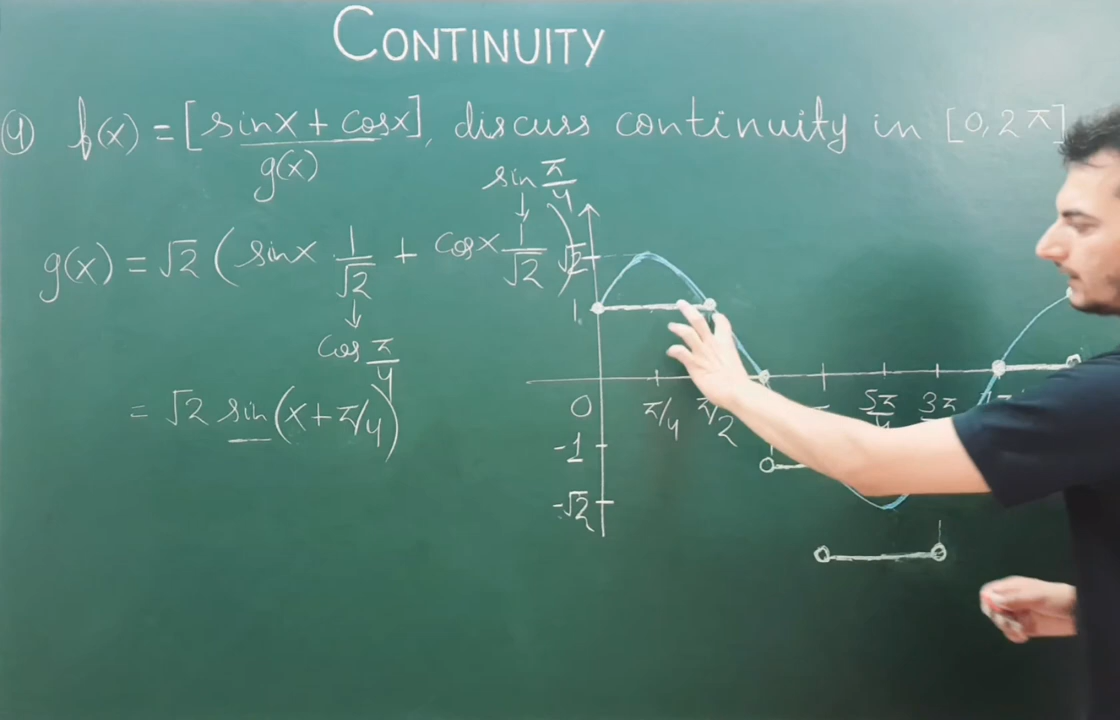 CONTINUITY
4) f(x) = [sinx + cosx], discuss continuity in [0, 2π]
g(x)
sin π/4
↓
g(x) = √2 (sinx 1/√2 + cosx 1/√2)
↓
cos π/4
= √2 sin(x + π/4)
√2
1
0 π/4 π/2 5π/4 3π
-1
-√2